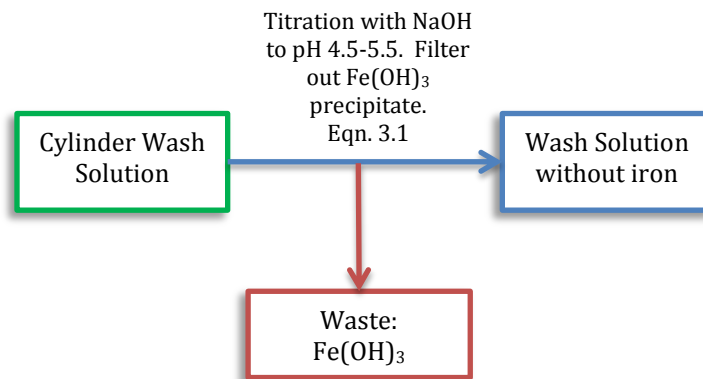 Titration with NaOH
to pH 4.5-5.5. Filter
out Fe(OH)₃
precipitate.
Eqn. 3.1
Cylinder Wash
Solution
Wash Solution
without iron
Waste:
Fe(OH)₃